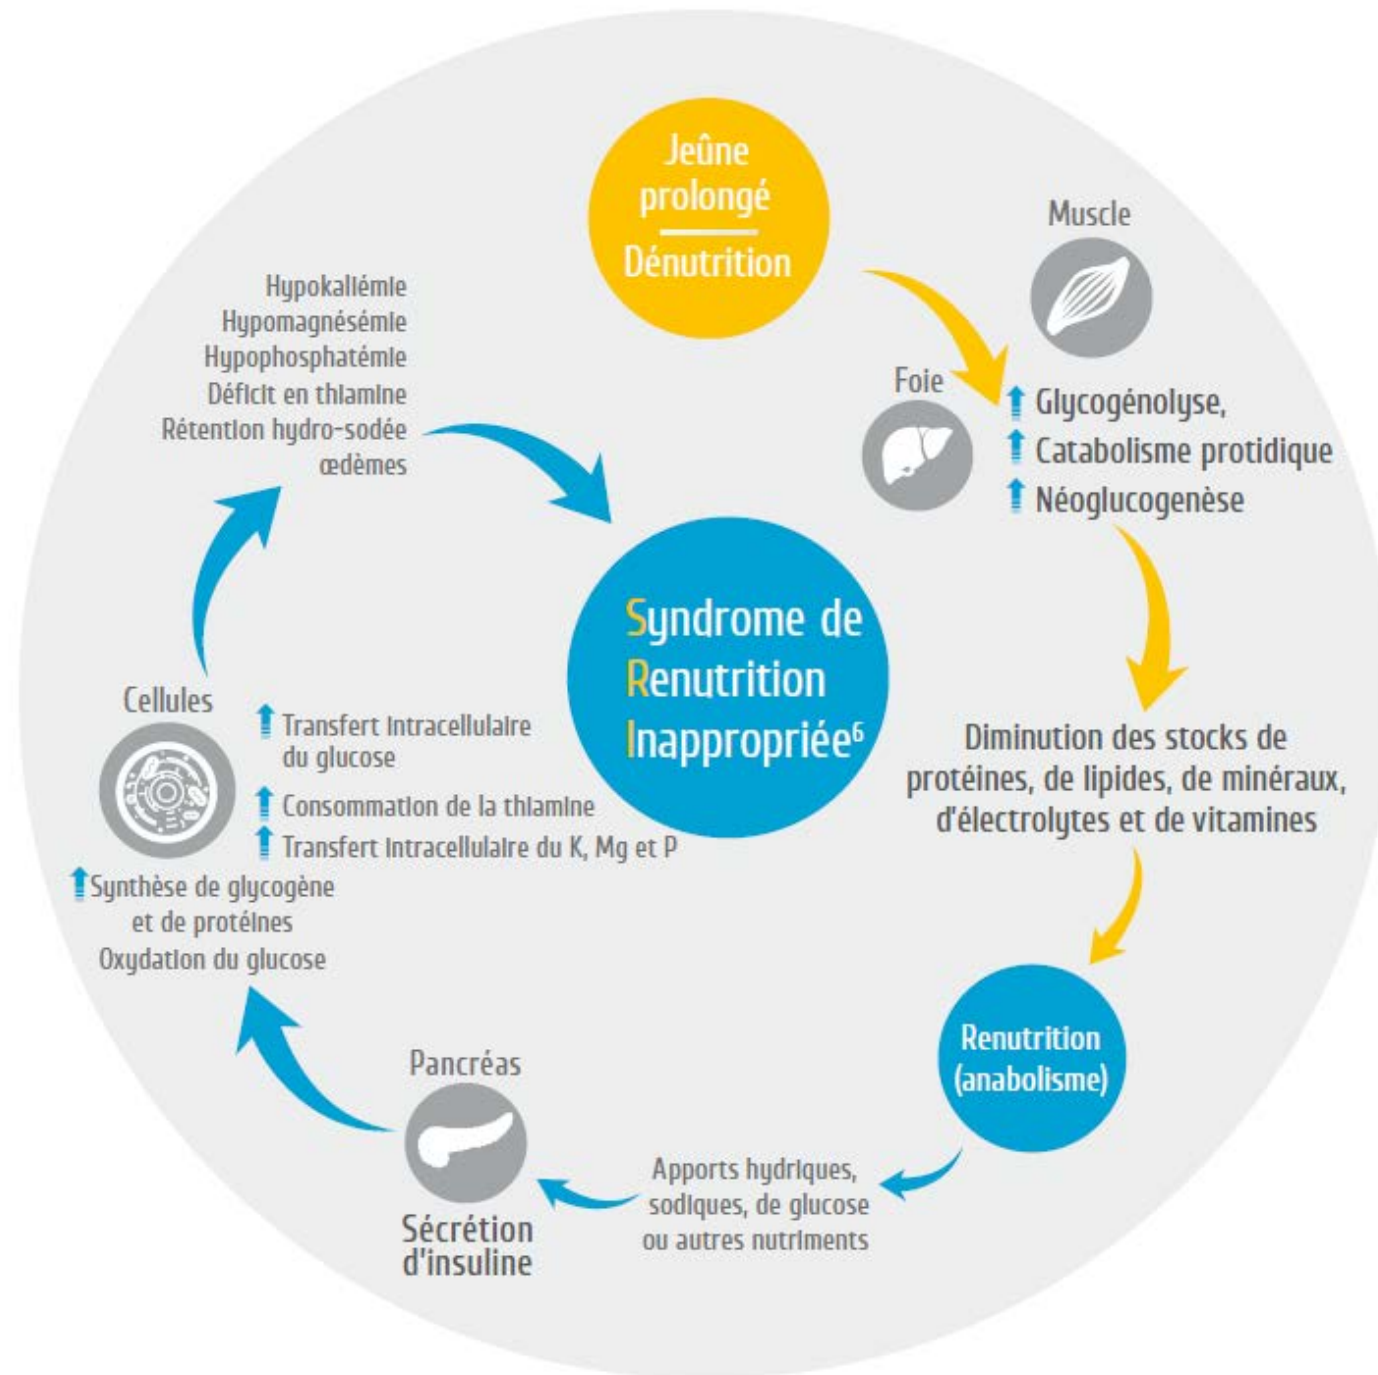 Jeûne
prolongé
Dénutrition
Muscle
Foie
Glycogénolyse,
Catabolisme protidique
Néoglucogenèse
Diminution des stocks de
protéines, de lipides, de minéraux,
d'électrolytes et de vitamines
Renutrition
(anabolisme)
Apports hydriques,
sodiques, de glucose
ou autres nutriments
Pancréas
Sécrétion
d'insuline
Cellules
Transfert intracellulaire
du glucose
Consommation de la thiamine
Transfert intracellulaire du K, Mg et P
Synthèse de glycogène
et de protéines
Oxydation du glucose
Hypokaliémie
Hypomagnésémie
Hypophosphatémie
Déficit en thiamine
Rétention hydro-sodée
œdèmes
Syndrome de
Renutrition
Inappropriée⁶